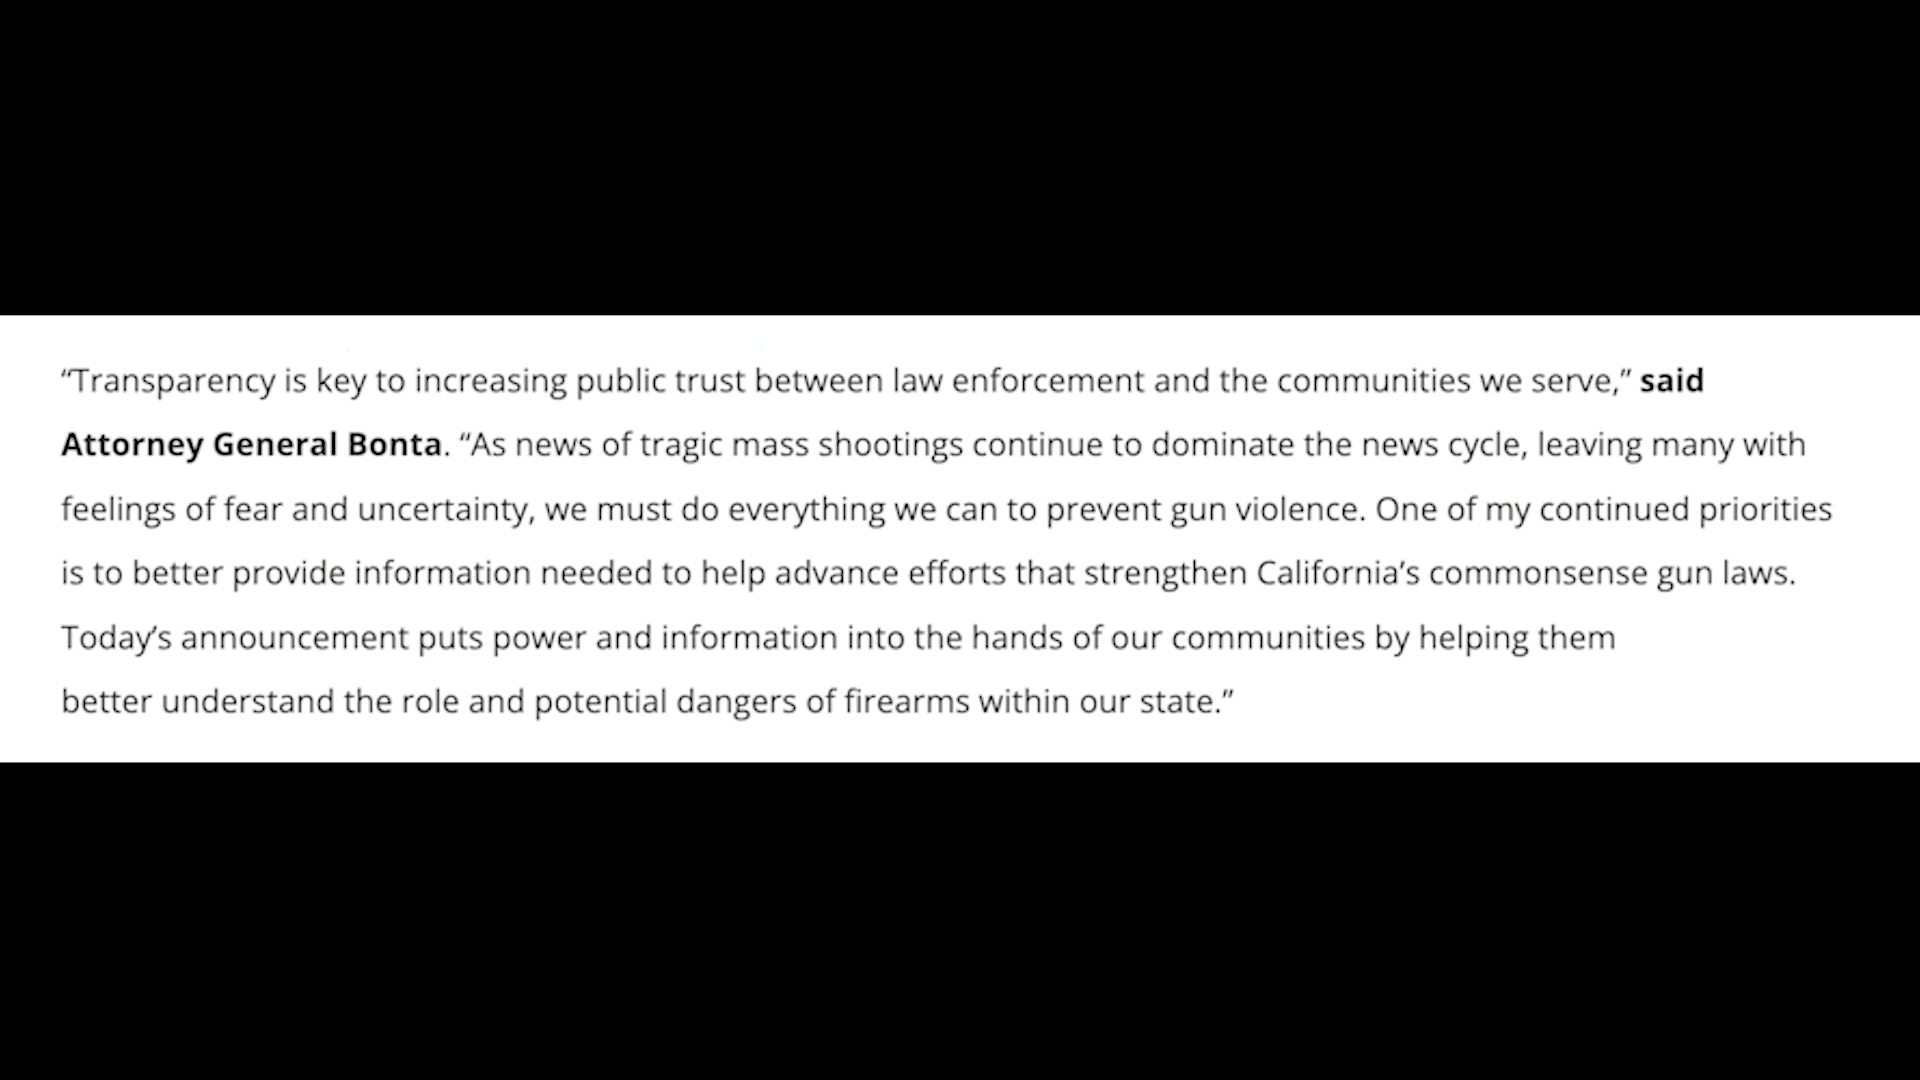 “Transparency is key to increasing public trust between law enforcement and the communities we serve,” said
Attorney General Bonta. “As news of tragic mass shootings continue to dominate the news cycle, leaving many with
feelings of fear and uncertainty, we must do everything we can to prevent gun violence. One of my continued priorities
is to better provide information needed to help advance efforts that strengthen California’s commonsense gun laws.
Today’s announcement puts power and information into the hands of our communities by helping them
better understand the role and potential dangers of firearms within our state.”